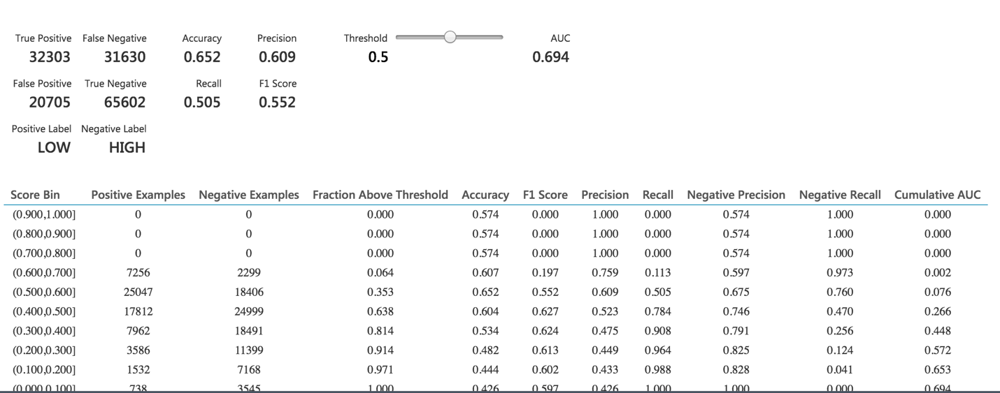 True Positive False Negative Accuracy Precision Threshold AUC
32303 31630 0.652 0.609 0.5 0.694
False Positive True Negative Recall F1 Score
20705 65602 0.505 0.552
Positive Label Negative Label
LOW HIGH
Score Bin Positive Examples Negative Examples Fraction Above Threshold Accuracy F1 Score Precision Recall Negative Precision Negative Recall Cumulative AUC
(0.900,1.000] 0 0 0.000 0.574 0.000 1.000 0.000 0.574 1.000 0.000
(0.800,0.900] 0 0 0.000 0.574 0.000 1.000 0.000 0.574 1.000 0.000
(0.700,0.800] 0 0 0.000 0.574 0.000 1.000 0.000 0.574 1.000 0.000
(0.600,0.700] 7256 2299 0.064 0.607 0.197 0.759 0.113 0.597 0.973 0.002
(0.500,0.600] 25047 18406 0.353 0.652 0.552 0.609 0.505 0.675 0.760 0.076
(0.400,0.500] 17812 24999 0.638 0.604 0.627 0.523 0.784 0.746 0.470 0.266
(0.300,0.400] 7962 18491 0.814 0.534 0.624 0.475 0.908 0.791 0.256 0.448
(0.200,0.300] 3586 11399 0.914 0.482 0.613 0.449 0.964 0.825 0.124 0.572
(0.100,0.200] 1532 7168 0.971 0.444 0.602 0.433 0.988 0.828 0.041 0.653
(0.000,0.100] 738 3545 1.000 0.426 0.597 0.426 1.000 1.000 0.000 0.694